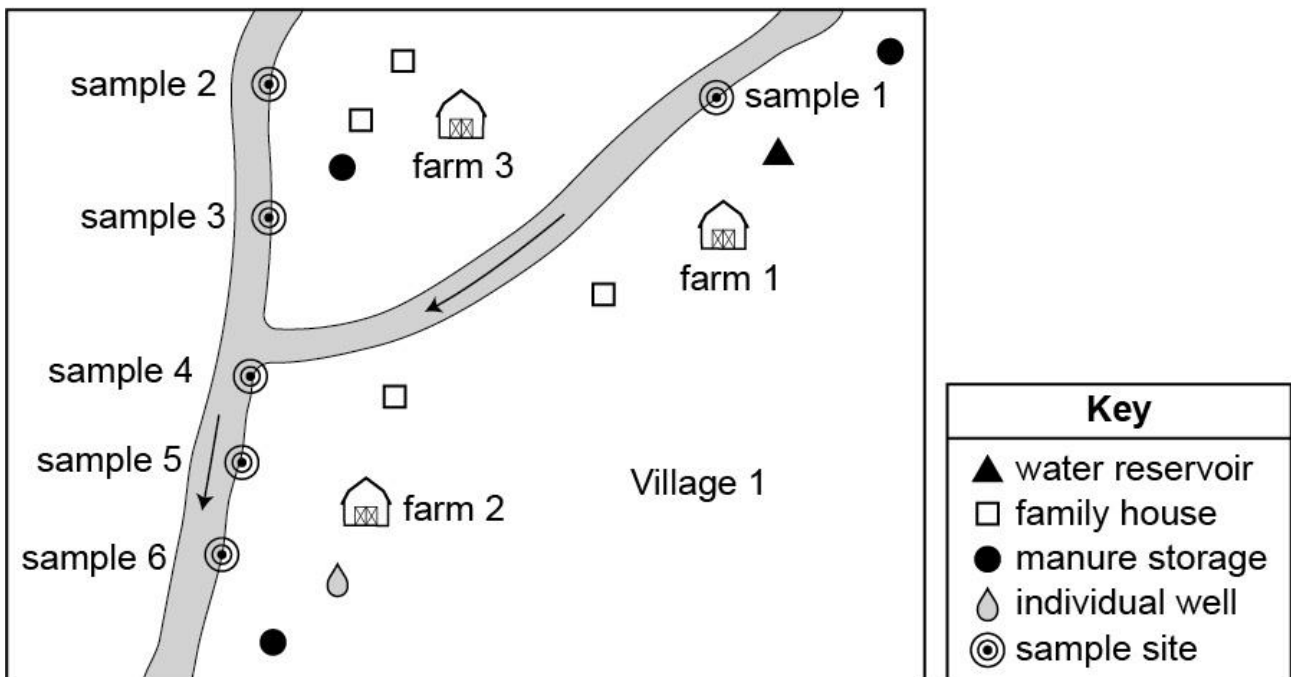 sample 2
sample 1
farm 3
sample 3
farm 1
sample 4
sample 5
Village 1
farm 2
sample 6
Key
water reservoir
family house
manure storage
individual well
sample site